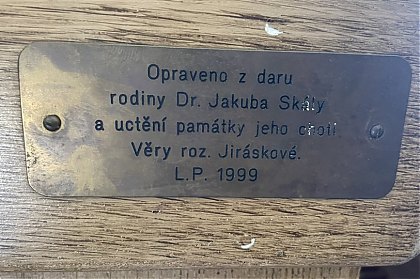 Opraveno z daru
rodiny Dr. Jakuba Skály
a uctění památky jeho choti
Věry roz. Jiráskové.
L.P. 1999